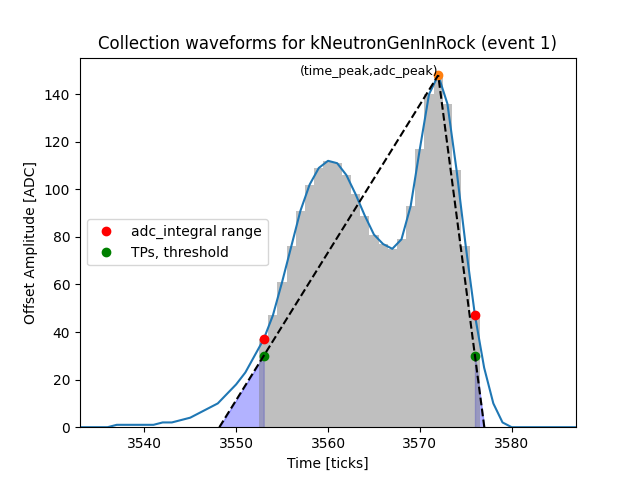 Collection waveforms for kNeutronGenInRock (event 1)
(time_peak,adc_peak)
140
120
100
80
60
40
20
0
Offset Amplitude [ADC]
adc_integral range
TPs, threshold
3540 3550 3560 3570 3580
Time [ticks]